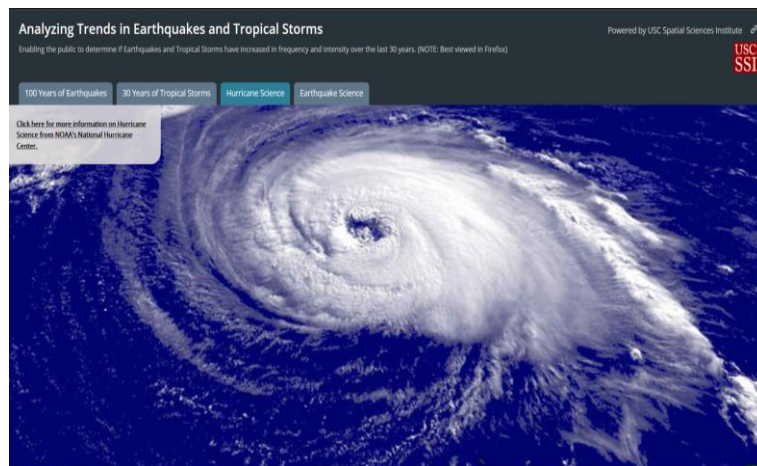 Analyzing Trends in Earthquakes and Tropical Storms
Powered by USC Spatial Sciences Institute
Enabling the public to determine if Earthquakes and Tropical Storms have increased in frequency and intensity over the last 30 years. (NOTE: Best viewed in Firefox)
USC
SSI
100 Years of Earthquakes
30 Years of Tropical Storms
Hurricane Science
Earthquake Science
Click here for more information on Hurricane
Science from NOAA's National Hurricane
Center.